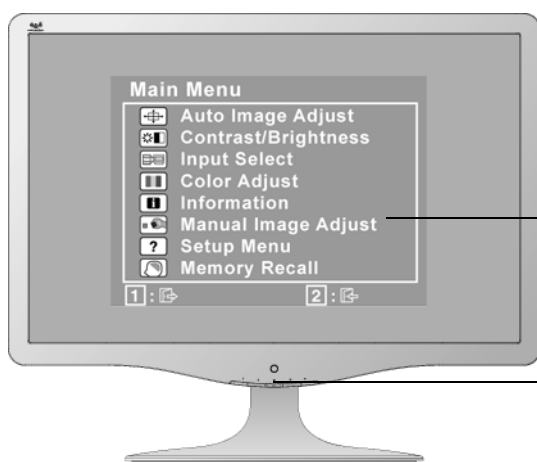 Main Menu
Auto Image Adjust
Contrast/Brightness
Input Select
Color Adjust
Information
Manual Image Adjust
? Setup Menu
Memory Recall
1 : 2 :